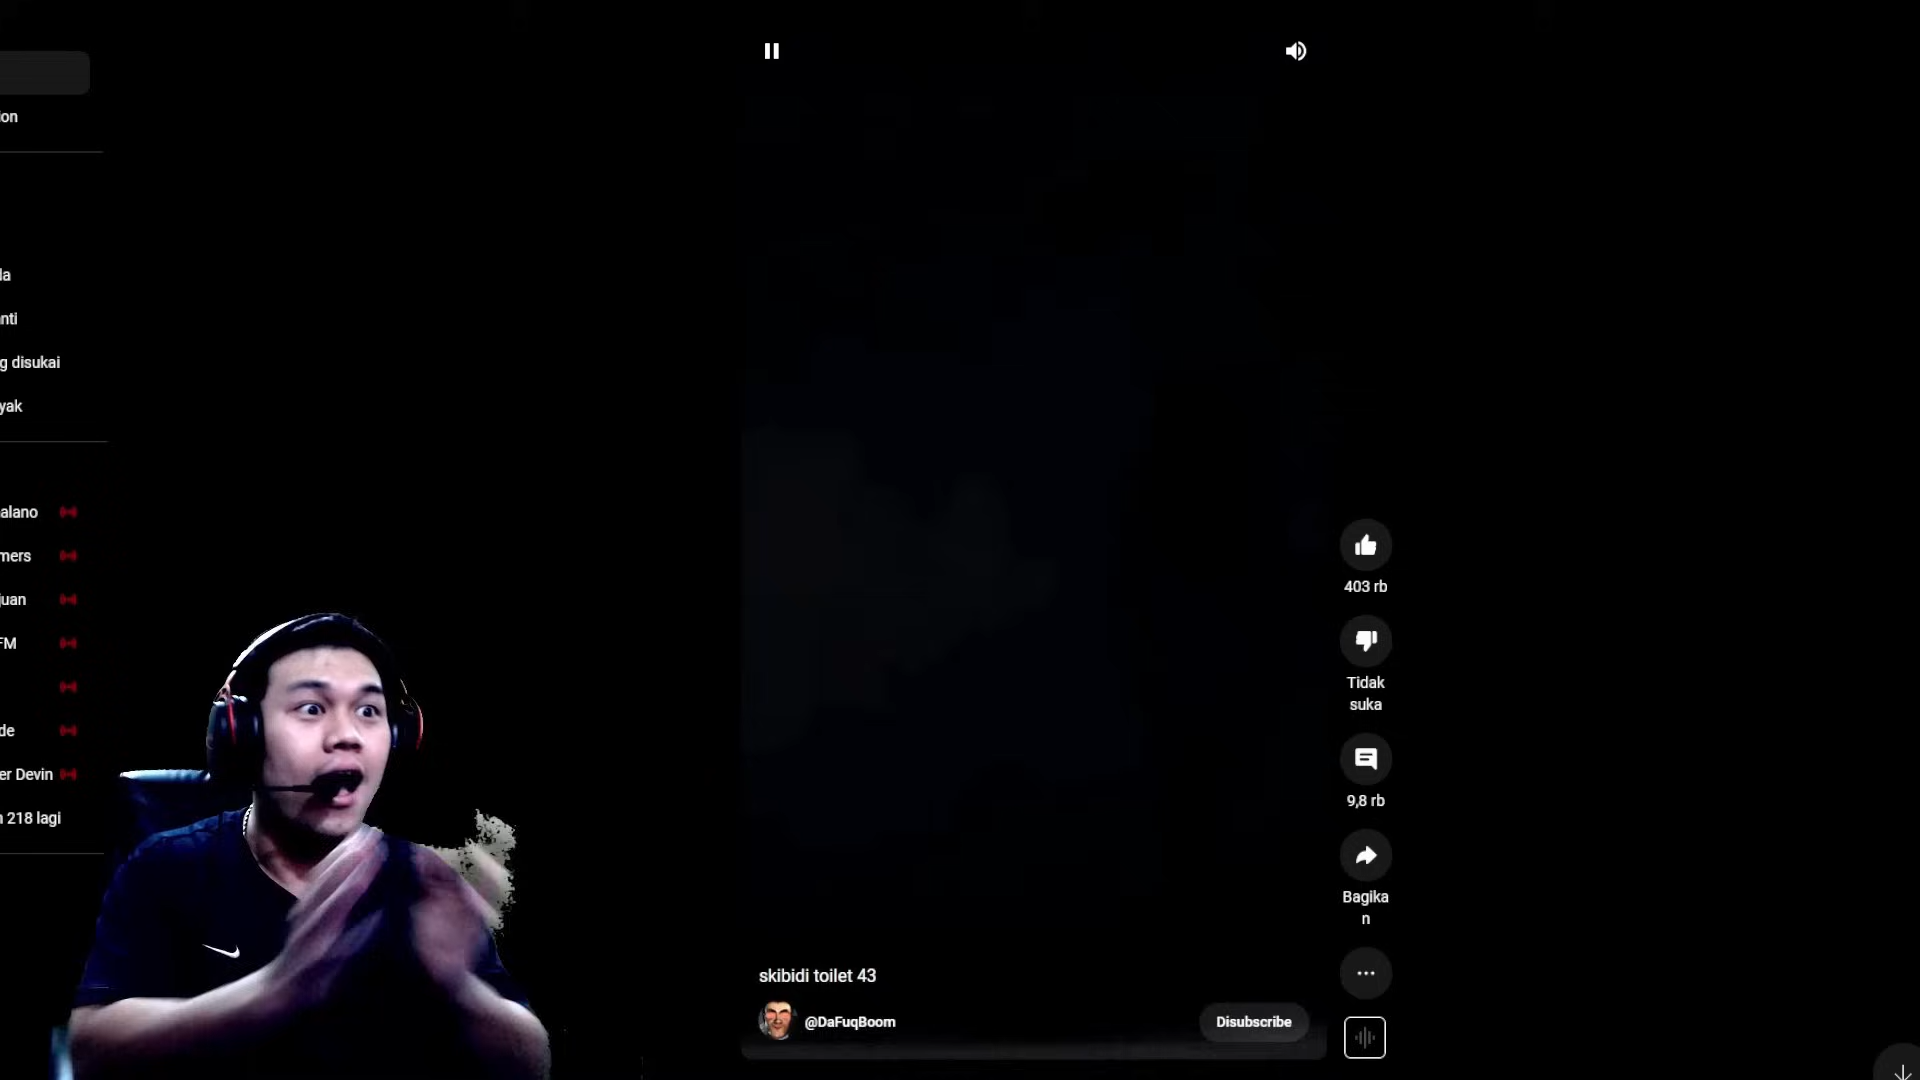 ion
la
nti
g disukai
yak
alano
mers
juan
FM
de
er Devin
n 218 lagi
403 rb
Tidak
suka
9,8 rb
Bagika
n
skibidi toilet 43
@DaFuqBoom
Disubscribe